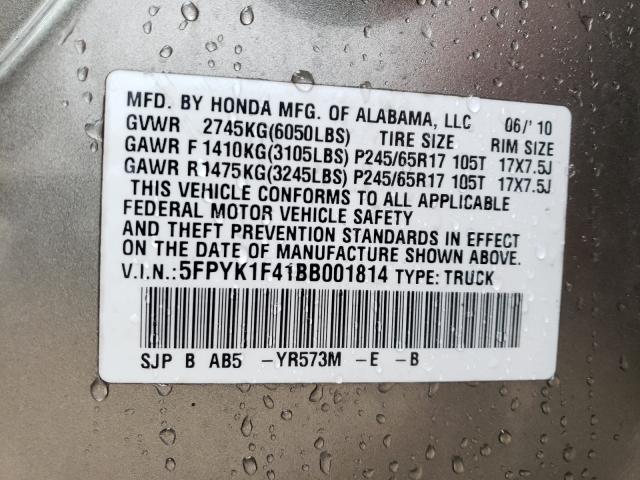 MFD. BY HONDA MFG. OF ALABAMA, LLC 06/'10
GVWR 2745KG(6050LBS) TIRE SIZE RIM SIZE
GAWR F 1410KG(3105LBS) P245/65R17 105T 17X7.5J
GAWR R 1475KG(3245LBS) P245/65R17 105T 17X7.5J
THIS VEHICLE CONFORMS TO ALL APPLICABLE
FEDERAL MOTOR VEHICLE SAFETY
AND THEFT PREVENTION STANDARDS IN EFFECT
ON THE DATE OF MANUFACTURE SHOWN ABOVE.
V.I.N.:5FPYK1F41BB001814 TYPE: TRUCK
SJP B AB5 -YR573M -E -B